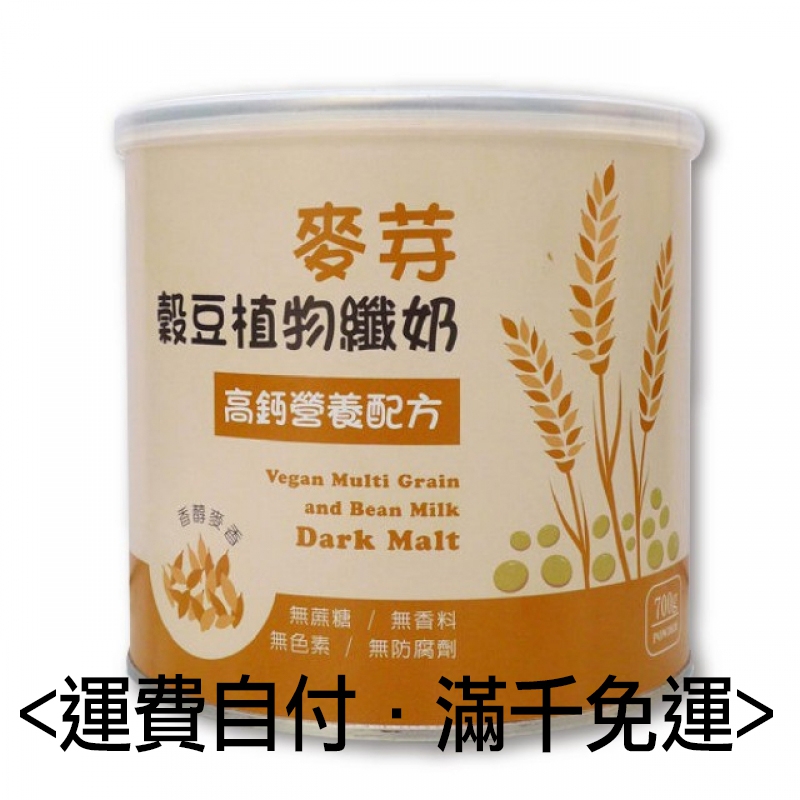 麥芽
穀豆植物纖奶
高鈣營養配方
Vegan Multi Grain
and Bean Milk
Dark Malt
香醇麥香
無蔗糖 / 無香料
無色素 / 無防腐劑
700g
POWDER
<運費自付．滿千免運>